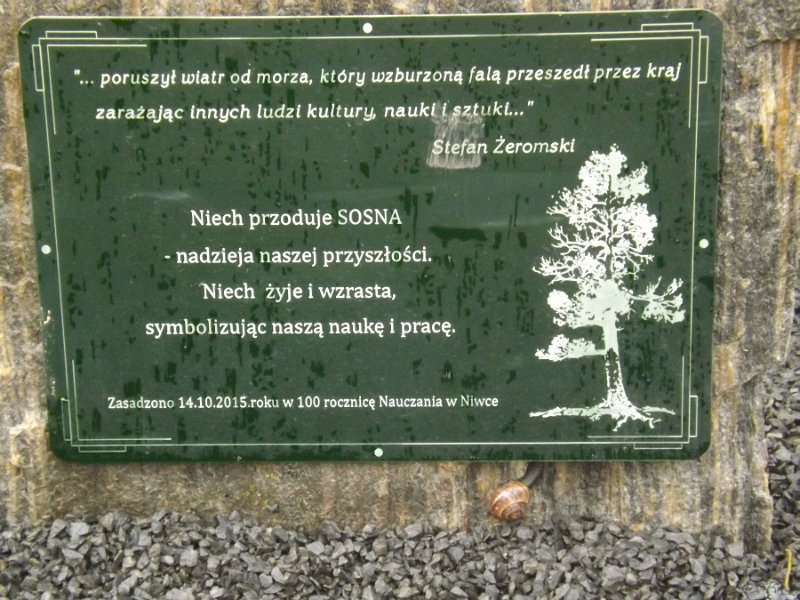 "... poruszył wiatr od morza, który wzburzoną falą przeszedł przez kraj
zarażając innych ludzi kultury, nauki i sztuki..."
Stefan Żeromski
Niech przoduje SOSNA
- nadzieja naszej przyszłości.
Niech żyje i wzrasta,
symbolizując naszą naukę i pracę.
Zasadzono 14.10.2015.roku w 100 rocznicę Nauczania w Niwce